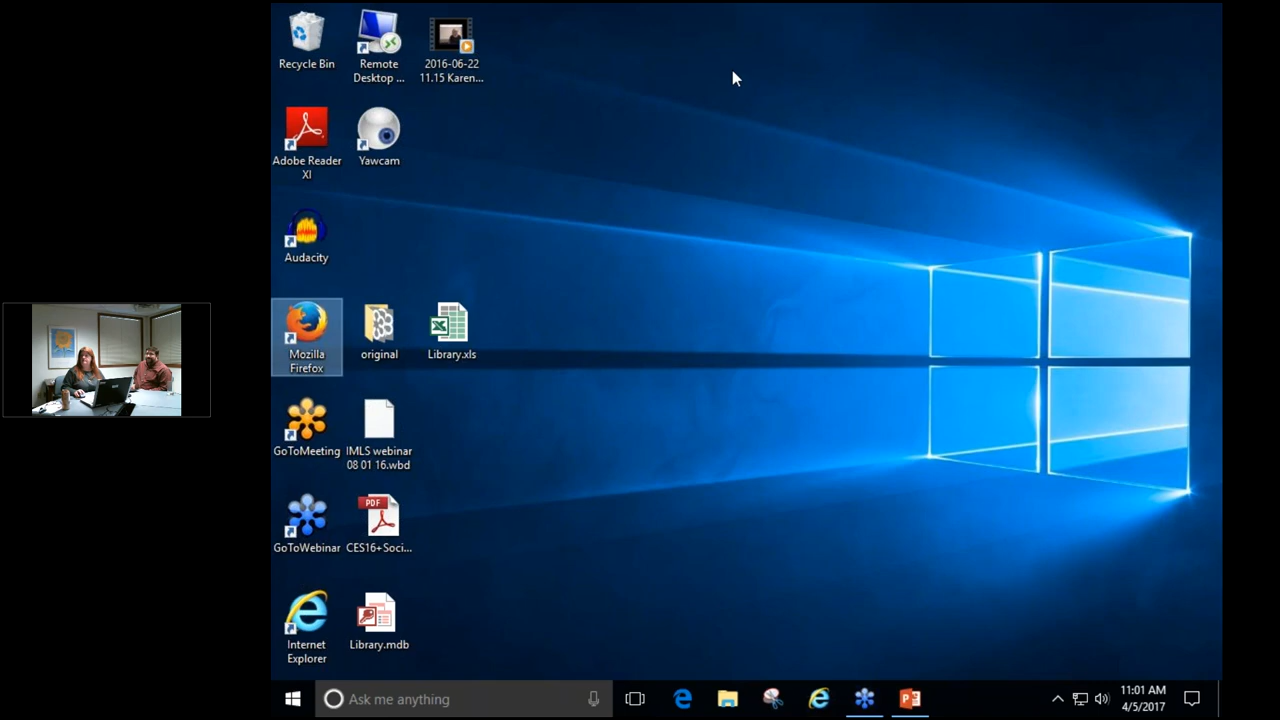 Recycle Bin
Remote
Desktop ...
2016-06-22
11.15 Karen...
Adobe Reader
XI
Yawcam
Audacity
Mozilla
Firefox
original
Library.xls
GoToMeeting
IMLS webinar
08 01 16.wbd
GoToWebinar
PDF
CES16+Soci...
Internet
Explorer
Library.mdb
Ask me anything
11:01 AM
4/5/2017